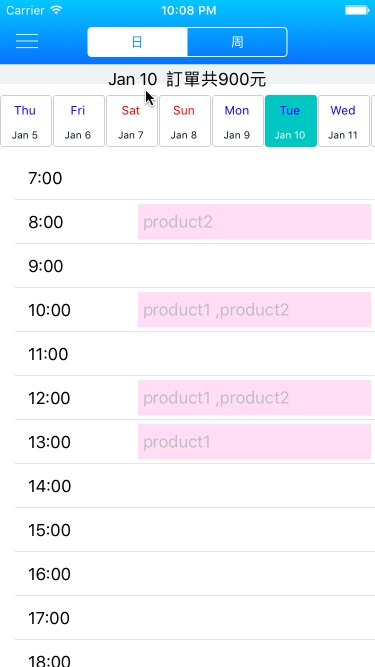 Carrier 10:08 PM
日 周
Jan 10 訂單共900元
Thu Fri Sat Sun Mon Tue Wed
Jan 5 Jan 6 Jan 7 Jan 8 Jan 9 Jan 10 Jan 11
7:00
8:00 product2
9:00
10:00 product1 ,product2
11:00
12:00 product1 ,product2
13:00 product1
14:00
15:00
16:00
17:00
18:00